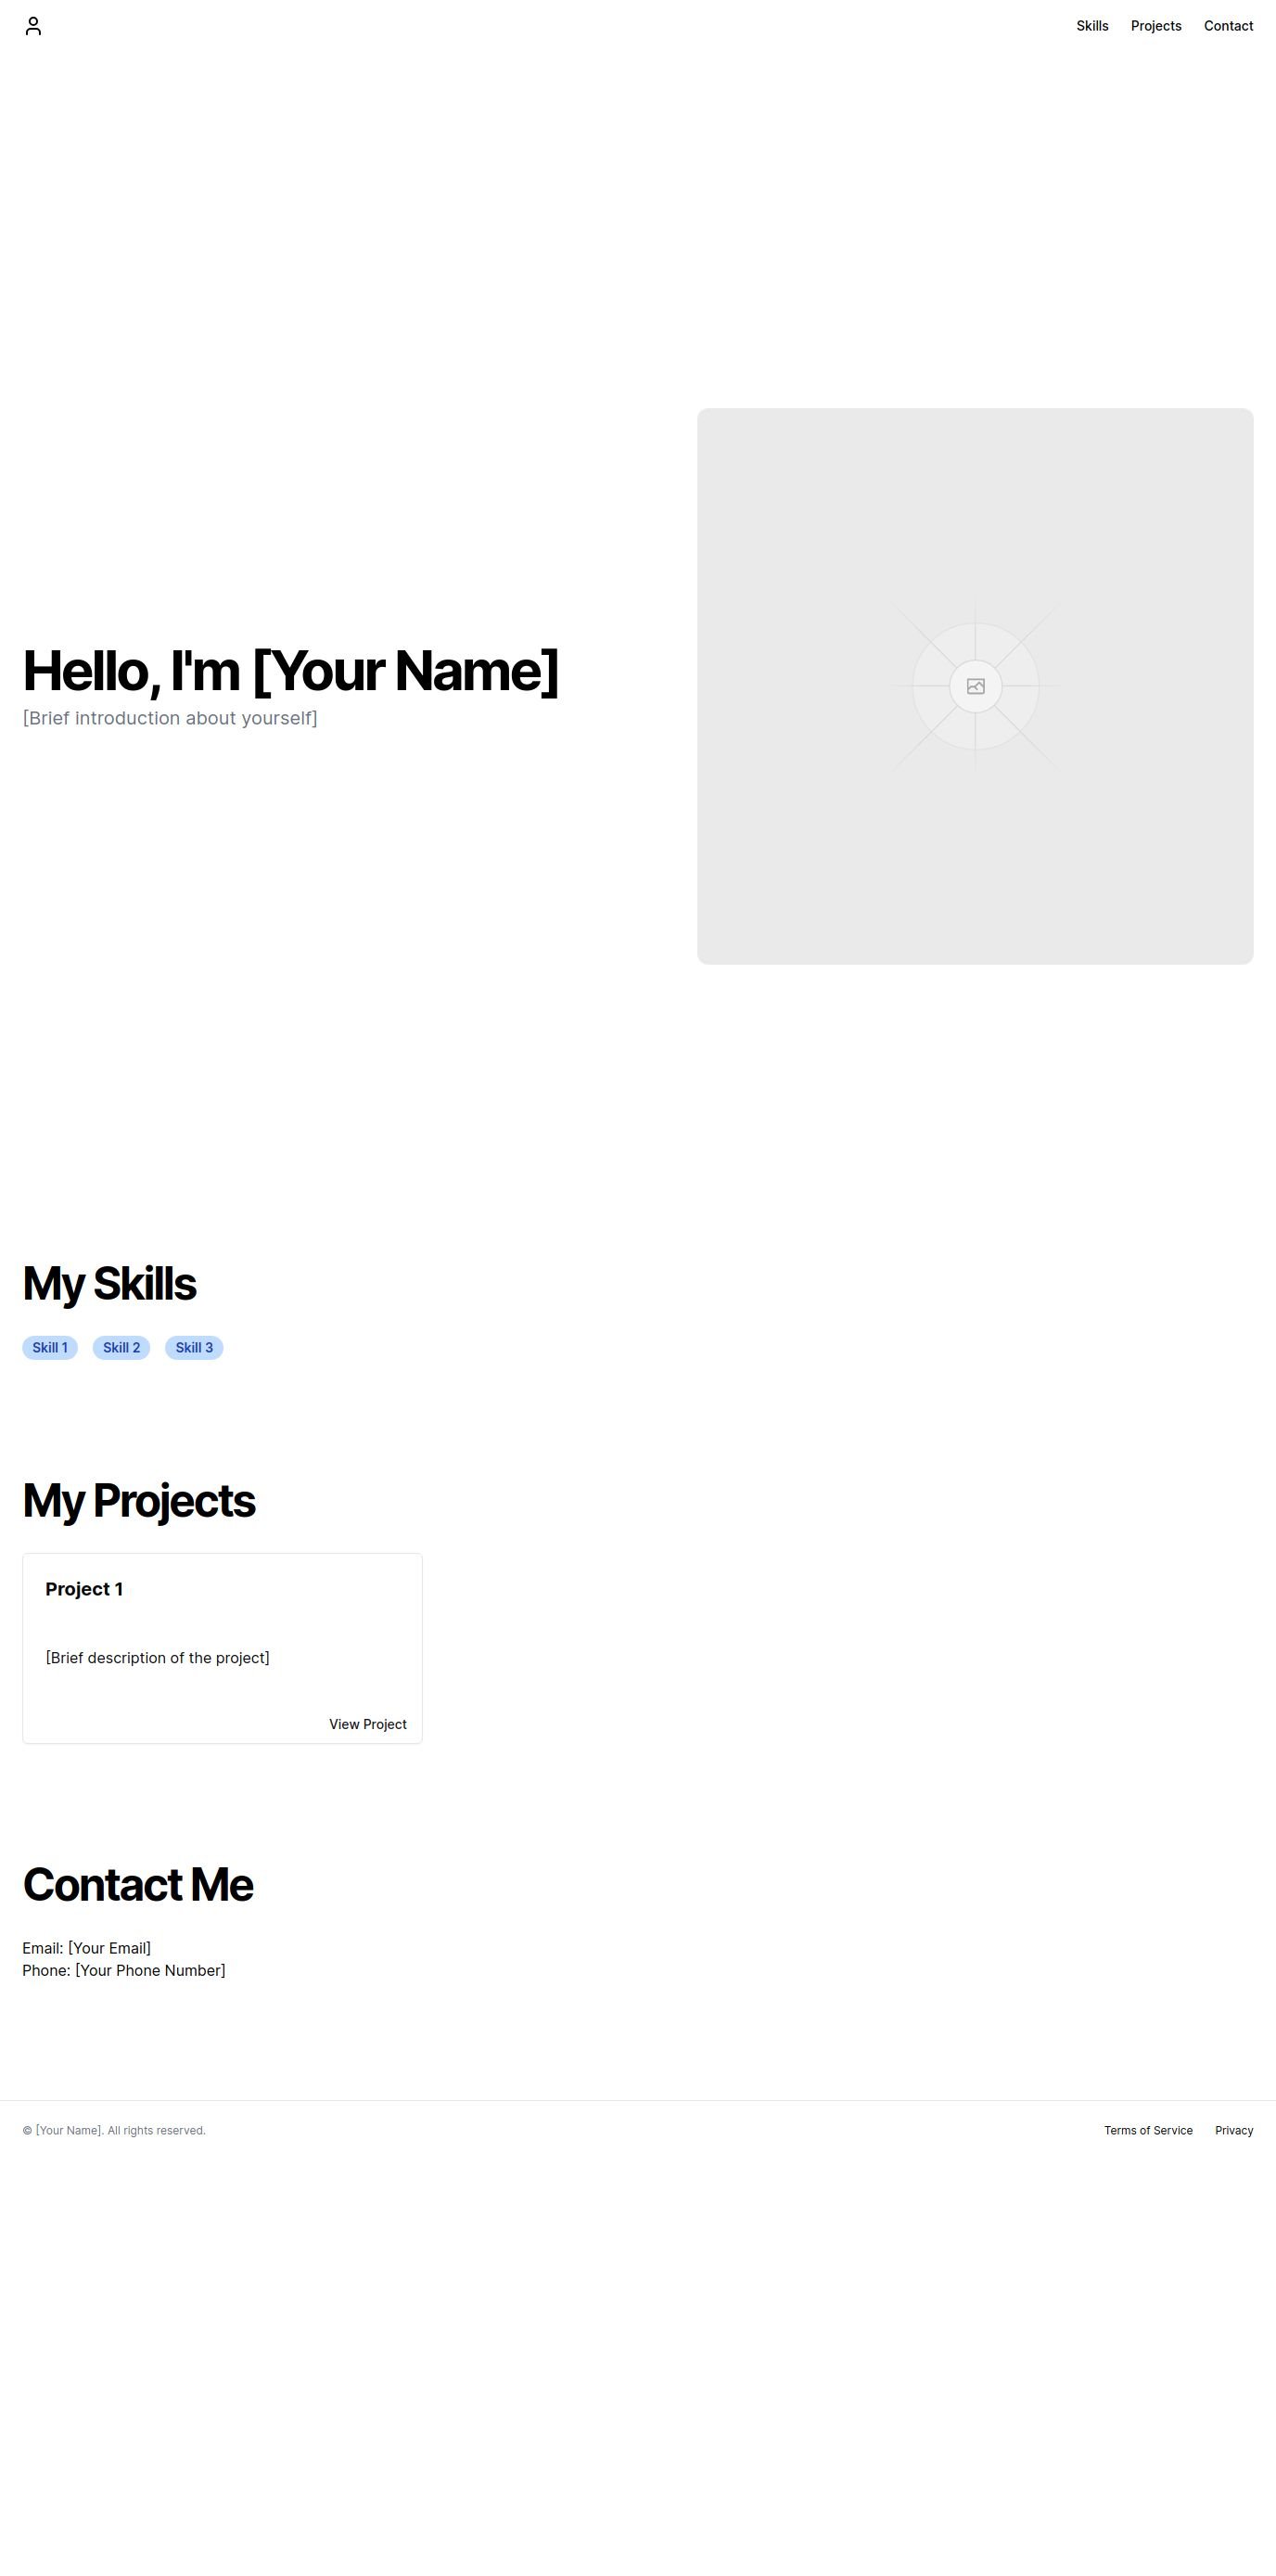 Skills Projects Contact
Hello, I'm [Your Name]
[Brief introduction about yourself]
My Skills
Skill 1 Skill 2 Skill 3
My Projects
Project 1
[Brief description of the project]
View Project
Contact Me
Email: [Your Email]
Phone: [Your Phone Number]
© [Your Name]. All rights reserved. Terms of Service Privacy